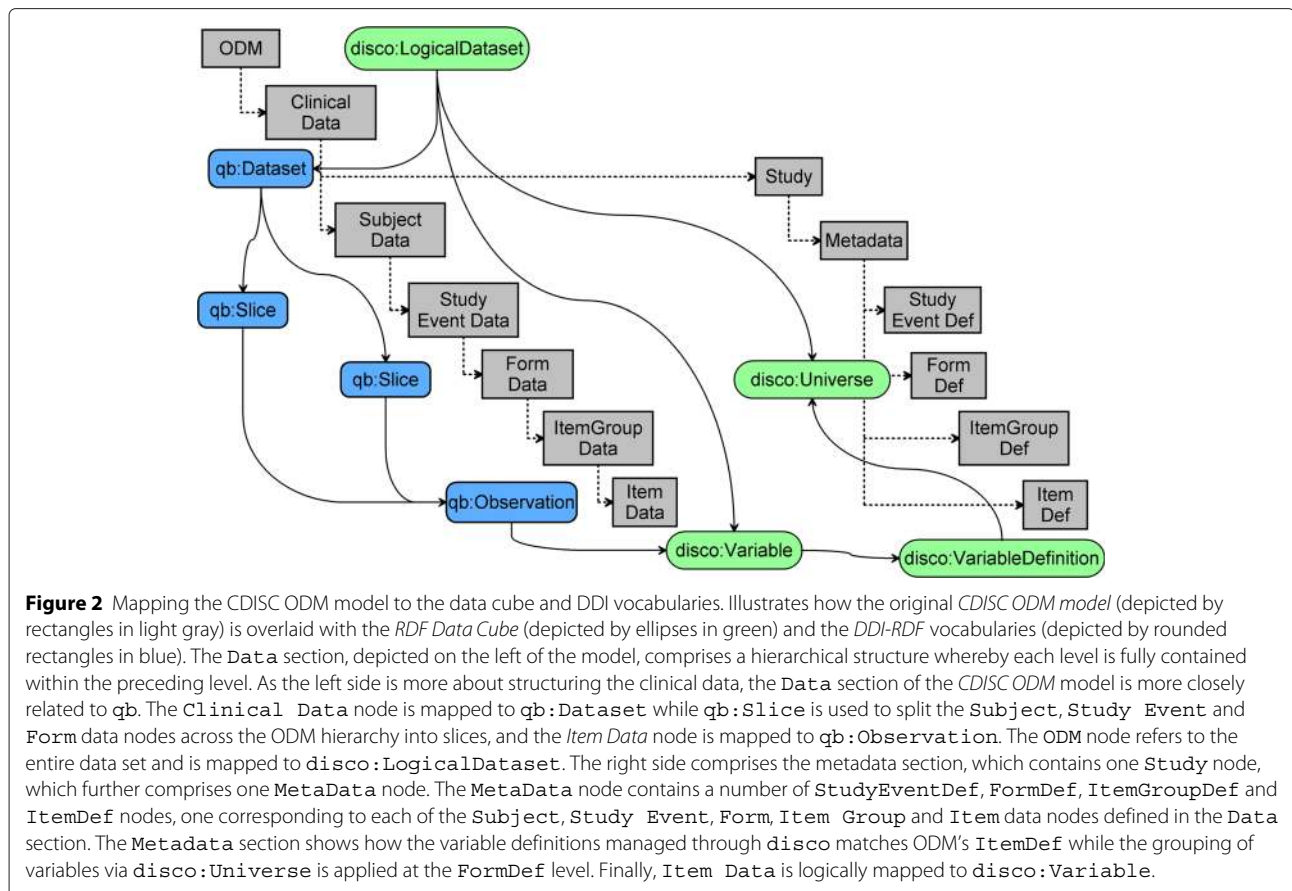 ODM
disco:LogicalDataset
Clinical
Data
qb:Dataset
Study
Subject
Data
Metadata
qb:Slice
Study
Event Data
Study
Event Def
qb:Slice
Form
Data
disco:Universe
Form
Def
ItemGroup
Data
ItemGroup
Def
qb:Observation
Item
Data
Item
Def
disco:Variable
disco:VariableDefinition
Figure 2 Mapping the CDISC ODM model to the data cube and DDI vocabularies. Illustrates how the original CDISC ODM model (depicted by
rectangles in light gray) is overlaid with the RDF Data Cube (depicted by ellipses in green) and the DDI-RDF vocabularies (depicted by rounded
rectangles in blue). The Data section, depicted on the left of the model, comprises a hierarchical structure whereby each level is fully contained
within the preceding level. As the left side is more about structuring the clinical data, the Data section of the CDISC ODM model is more closely
related to qb. The Clinical Data node is mapped to qb:Dataset while qb:Slice is used to split the Subject, Study Event and
Form data nodes across the ODM hierarchy into slices, and the Item Data node is mapped to qb:Observation. The ODM node refers to the
entire data set and is mapped to disco:LogicalDataset. The right side comprises the metadata section, which contains one Study node,
which further comprises one MetaData node. The MetaData node contains a number of StudyEventDef, FormDef, ItemGroupDef and
ItemDef nodes, one corresponding to each of the Subject, Study Event, Form, Item Group and Item data nodes defined in the Data
section. The Metadata section shows how the variable definitions managed through disco matches ODM's ItemDef while the grouping of
variables via disco:Universe is applied at the FormDef level. Finally, Item Data is logically mapped to disco:Variable.